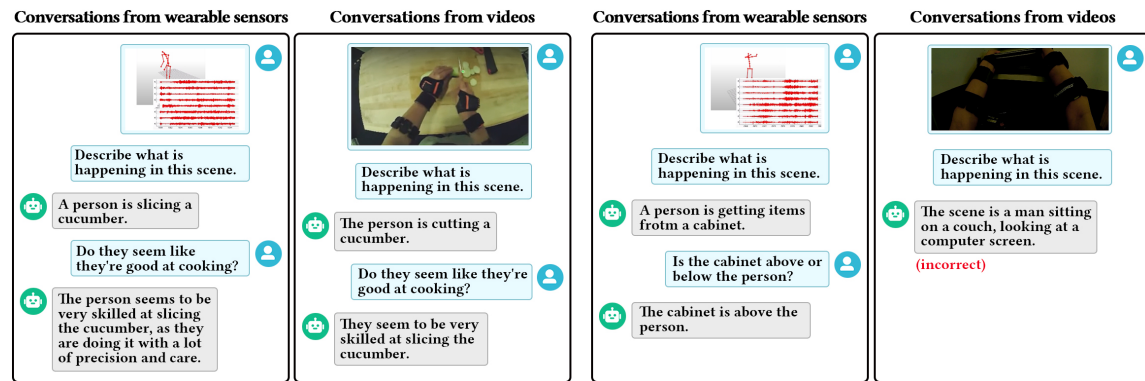 Conversations from wearable sensors
Describe what is
happening in this scene.
A person is slicing a
cucumber.
Do they seem like
they're good at cooking?
The person seems to be
very skilled at slicing
the cucumber, as they
are doing it with a lot
of precision and care.
Conversations from videos
Describe what is
happening in this scene.
The person is cutting a
cucumber.
Do they seem like they're
good at cooking?
They seem to be very
skilled at slicing the
cucumber.
Conversations from wearable sensors
Describe what is
happening in this scene.
A person is getting items
frotm a cabinet.
Is the cabinet above or
below the person?
The cabinet is above the
person.
Conversations from videos
Describe what is
happening in this scene.
The scene is a man sitting
on a couch, looking at a
computer screen.
(incorrect)